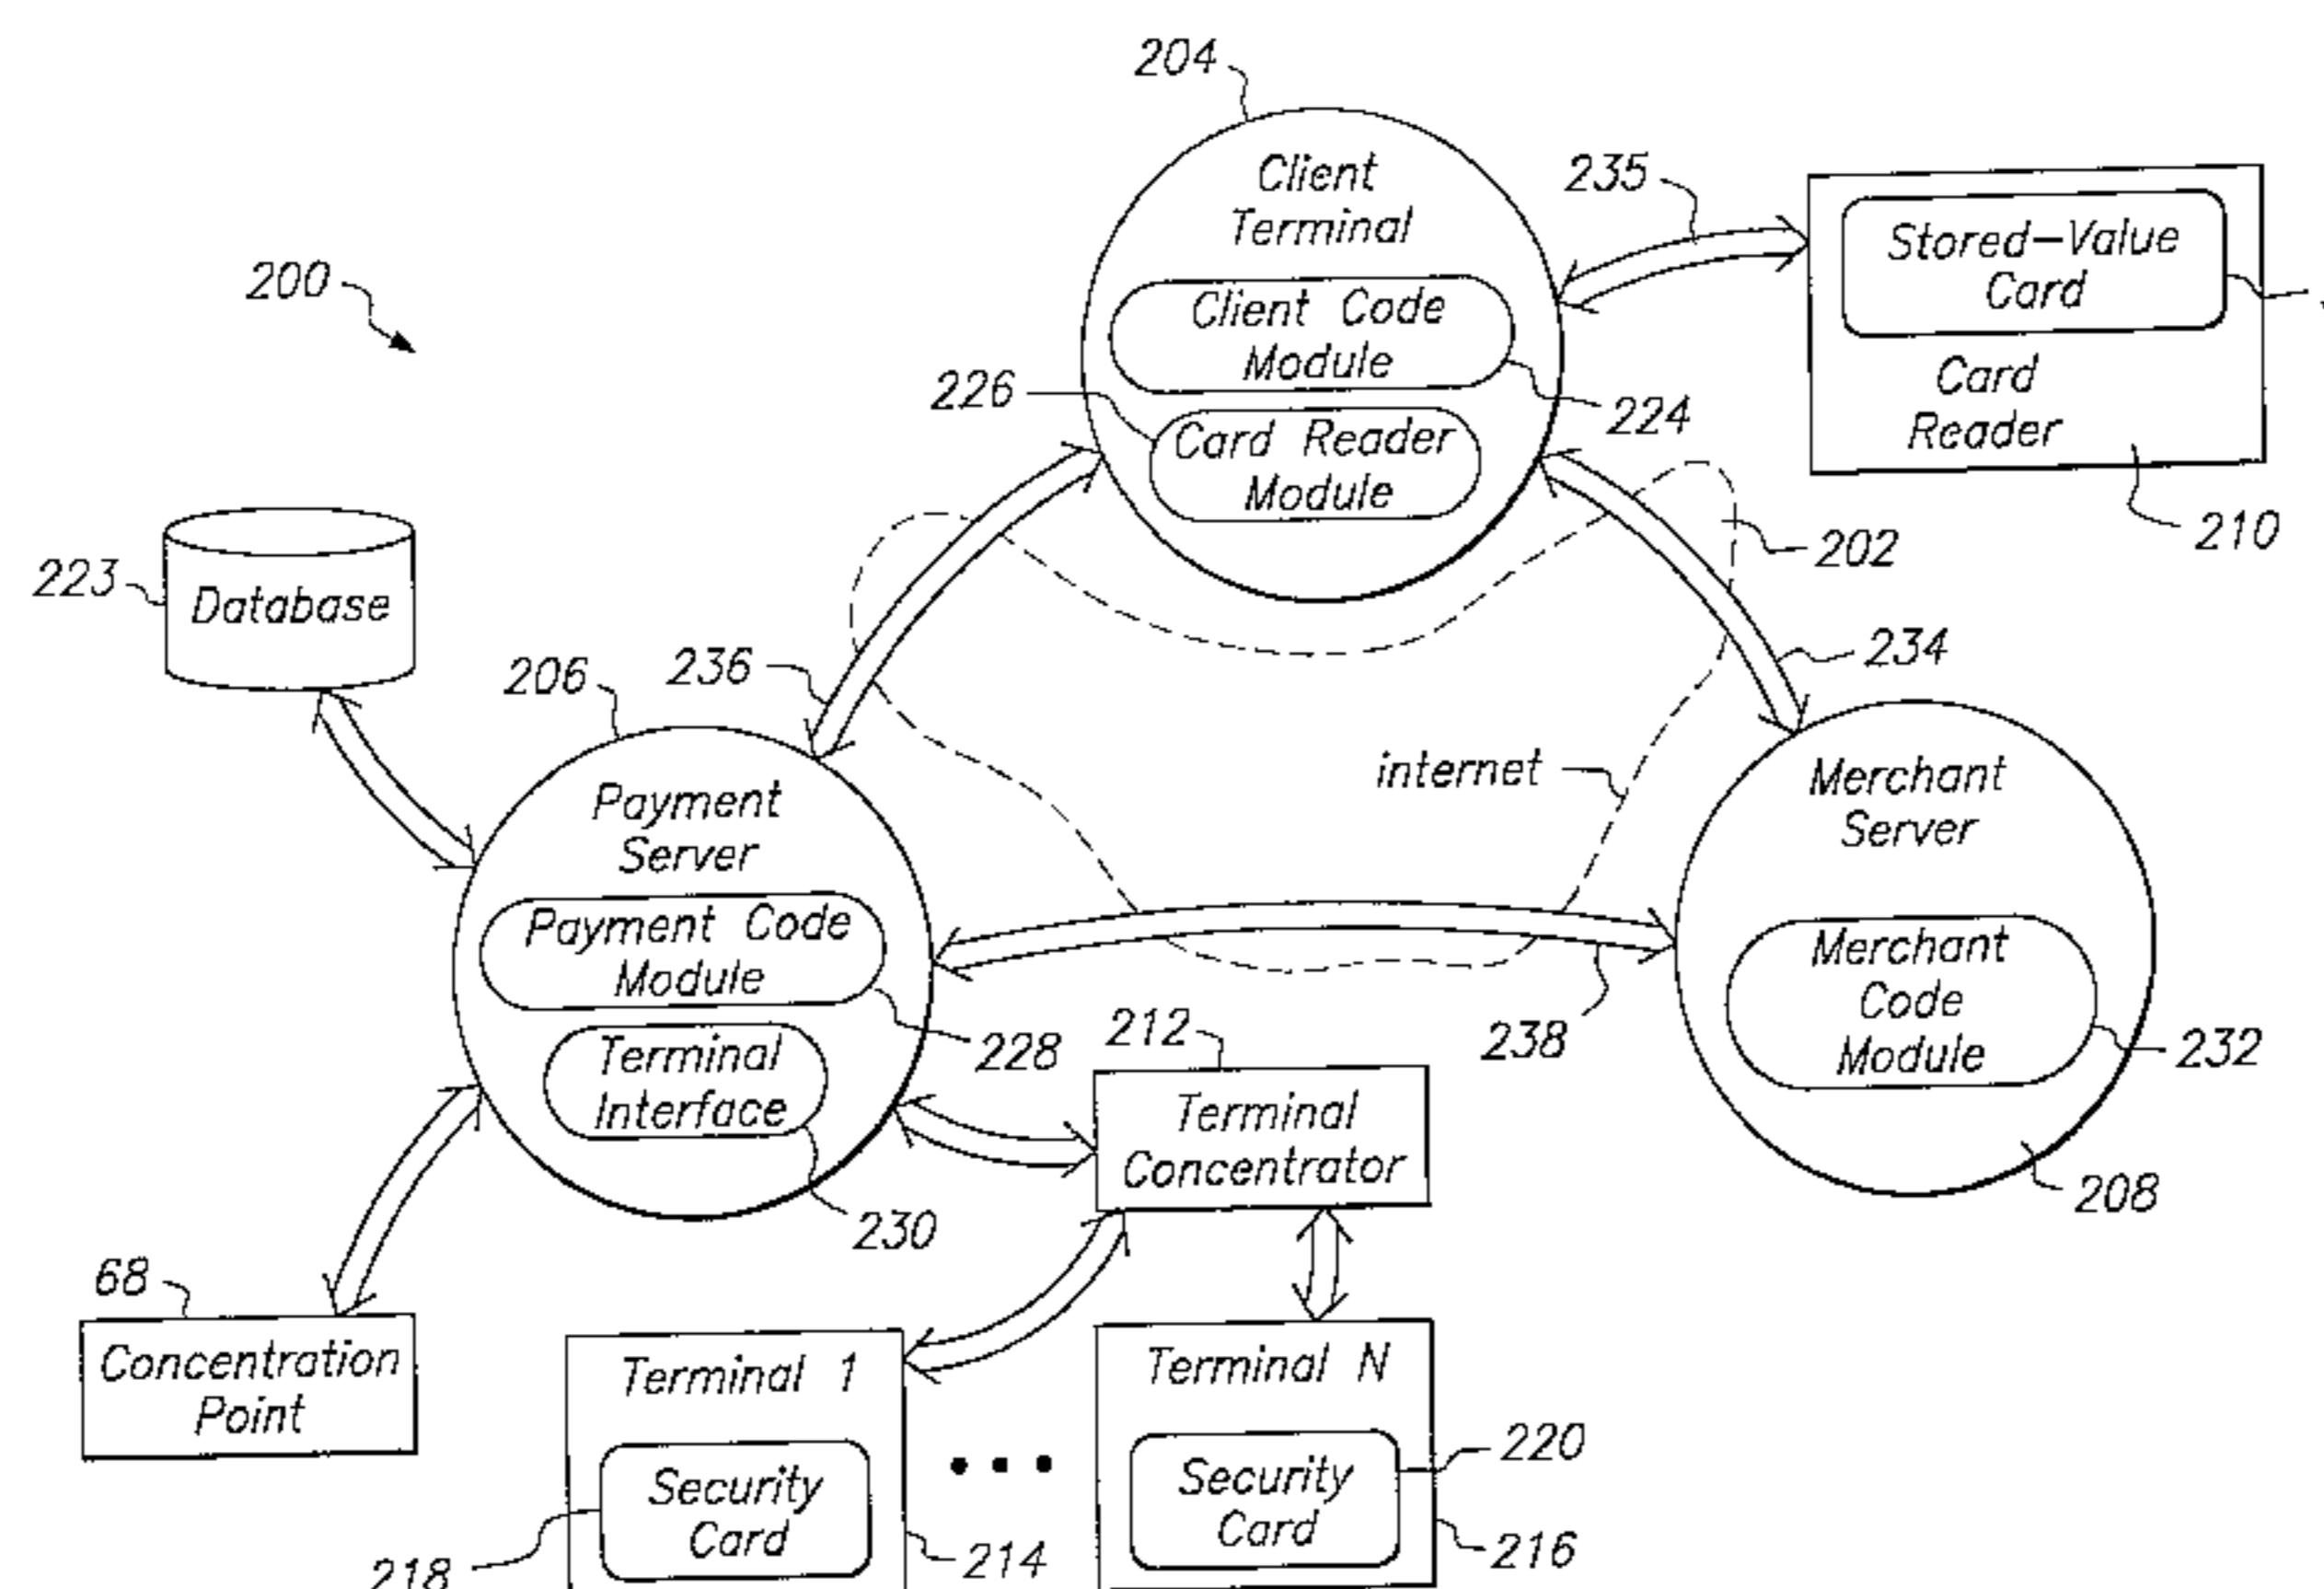 204
Client
Terminal
235
Stored-Value
Card
200
Client Code
Module
Card
Reader
226
224
Card Reader
Module
202
210
223
Database
206
236
234
internet
Payment
Server
Merchant
Server
Payment Code
Module
Merchant
Code
Module
212
228
238
232
Terminal
Interface
Terminal
Concentrator
208
230
68
Concentration
Point
Terminal 1
Terminal N
220
Security
Card
Security
Card
218
214
216